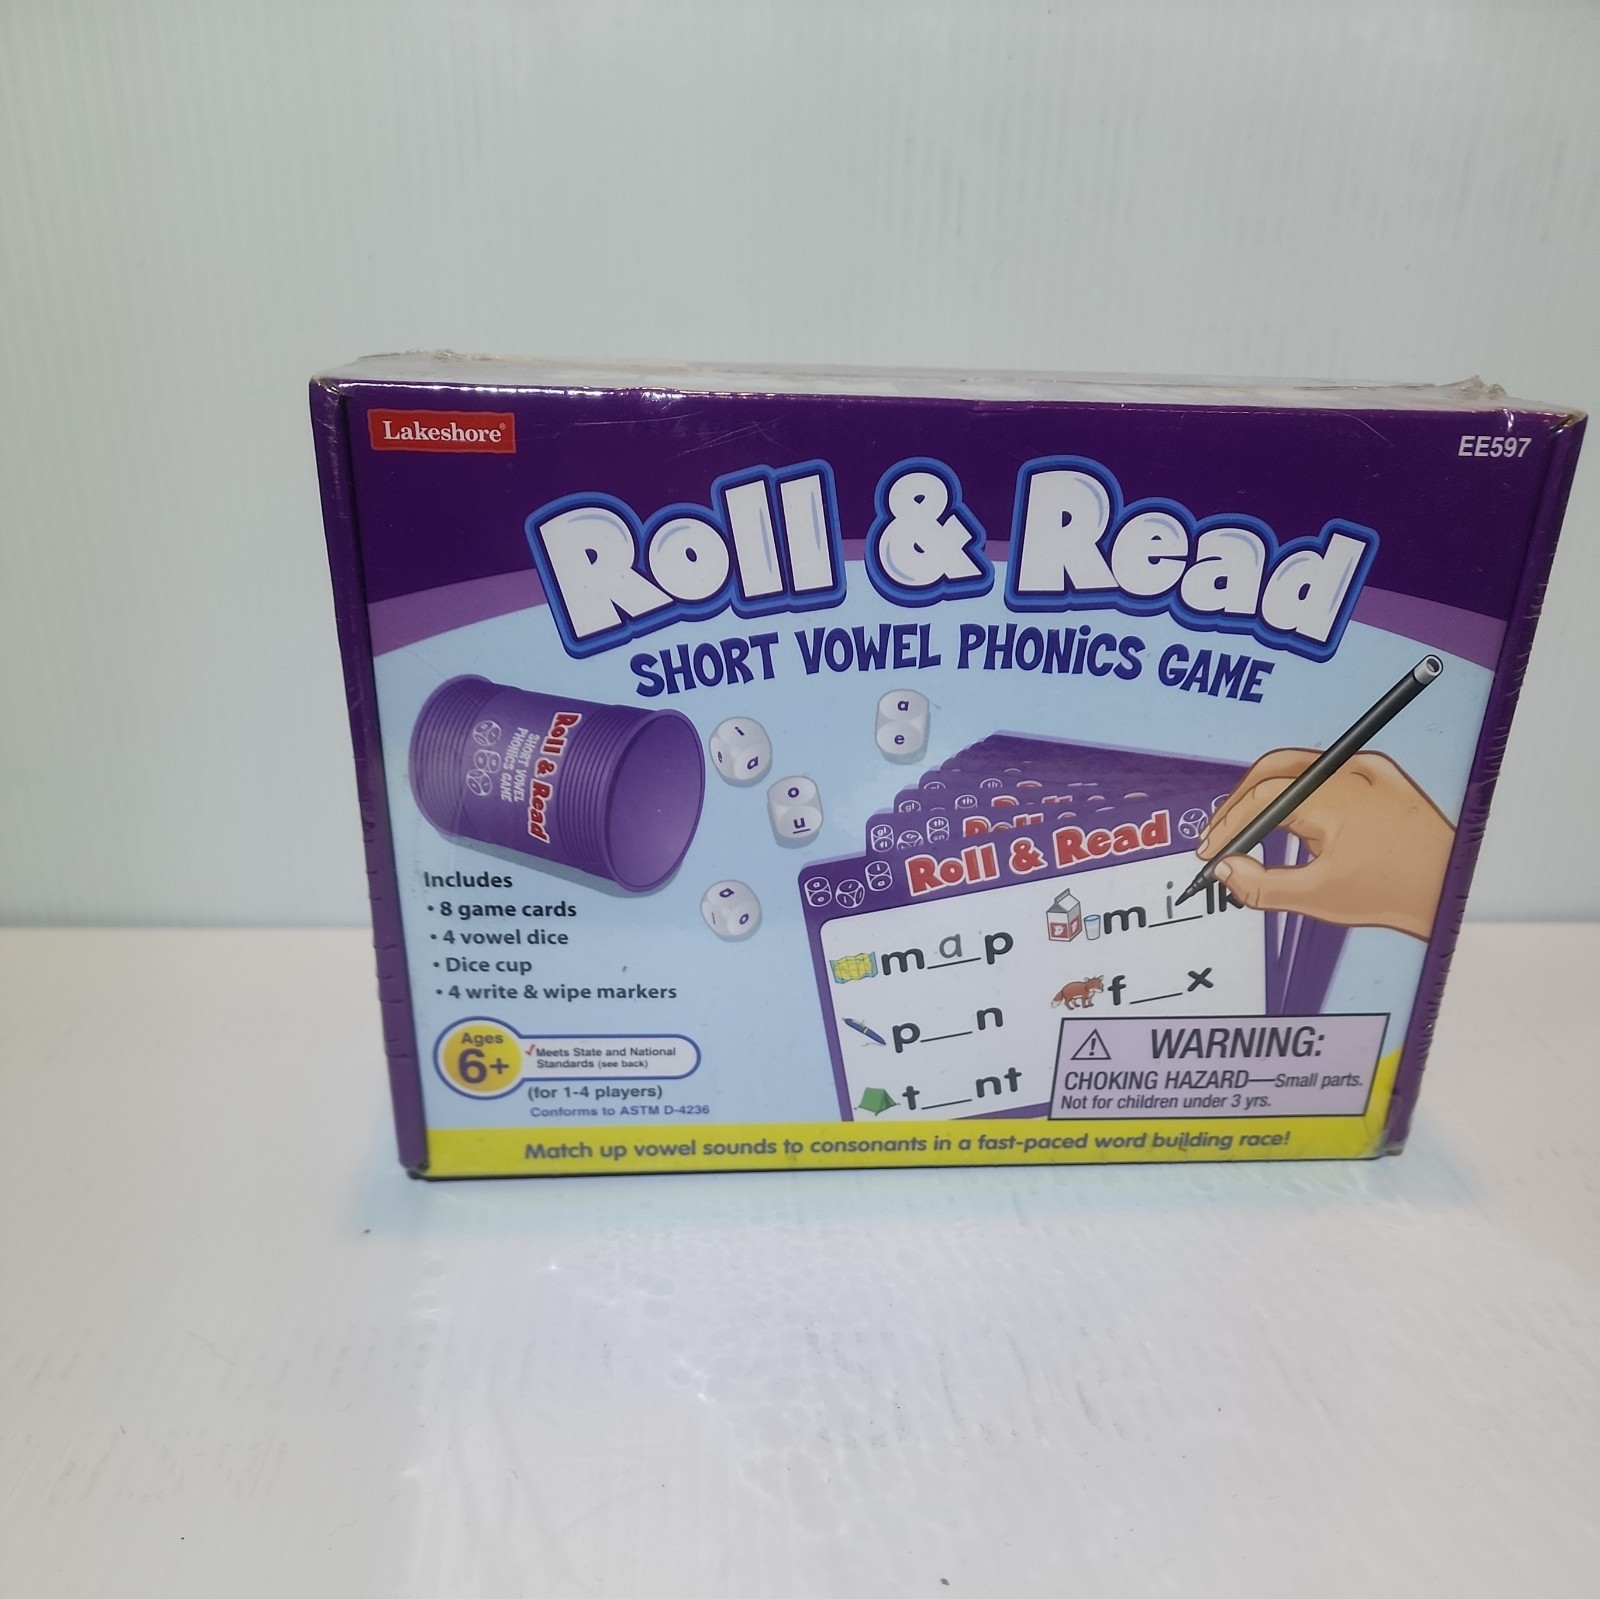 Lakeshore®
EE597
Roll & Read
SHORT VOWEL PHONiCS GAME
Roll & Read
SHORT VOWEL
PHONICS GAME
i
e
a
o
u
a
e
a
o
Includes
• 8 game cards
• 4 vowel dice
• Dice cup
• 4 write & wipe markers
Ages
6+
Meets State and National
Standards (see back)
(for 1-4 players)
Conforms to ASTM D-4236
Roll & Read
m a p
m i lk
p__n
f__x
t__nt
WARNING:
CHOKING HAZARD—Small parts.
Not for children under 3 yrs.
Match up vowel sounds to consonants in a fast-paced word building race!